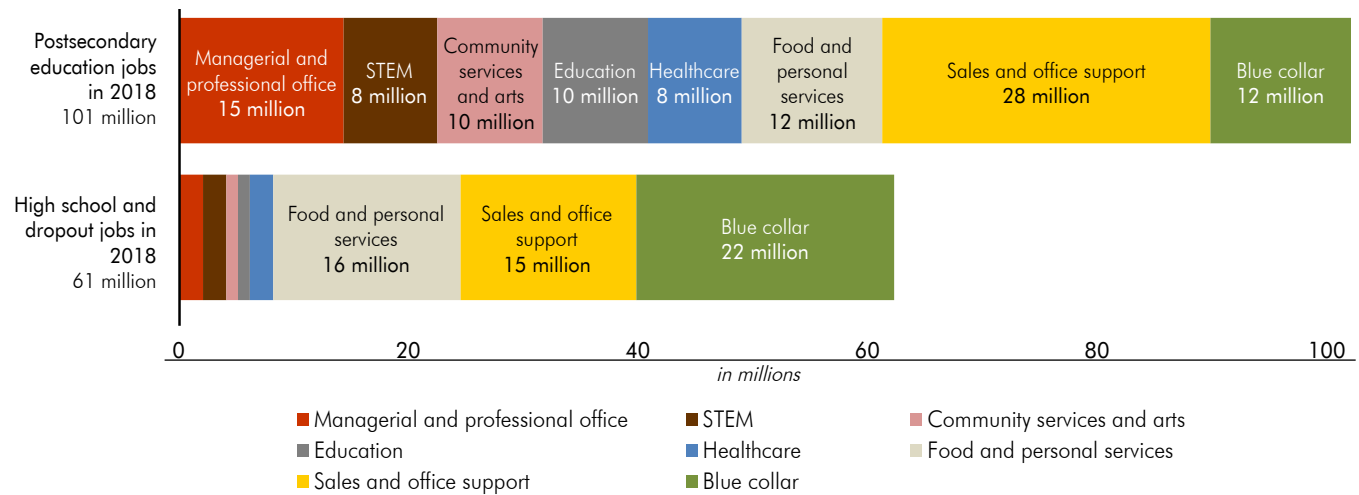 Postsecondary
education jobs
in 2018
101 million
Managerial and
professional office
15 million
STEM
8 million
Community
services
and arts
10 million
Education
10 million
Healthcare
8 million
Food and
personal
services
12 million
Sales and office support
28 million
Blue collar
12 million
High school and
dropout jobs in
2018
61 million
Food and personal
services
16 million
Sales and office
support
15 million
Blue collar
22 million
0 20 40 60 80 100
in millions
Managerial and professional office STEM Community services and arts
Education Healthcare Food and personal services
Sales and office support Blue collar